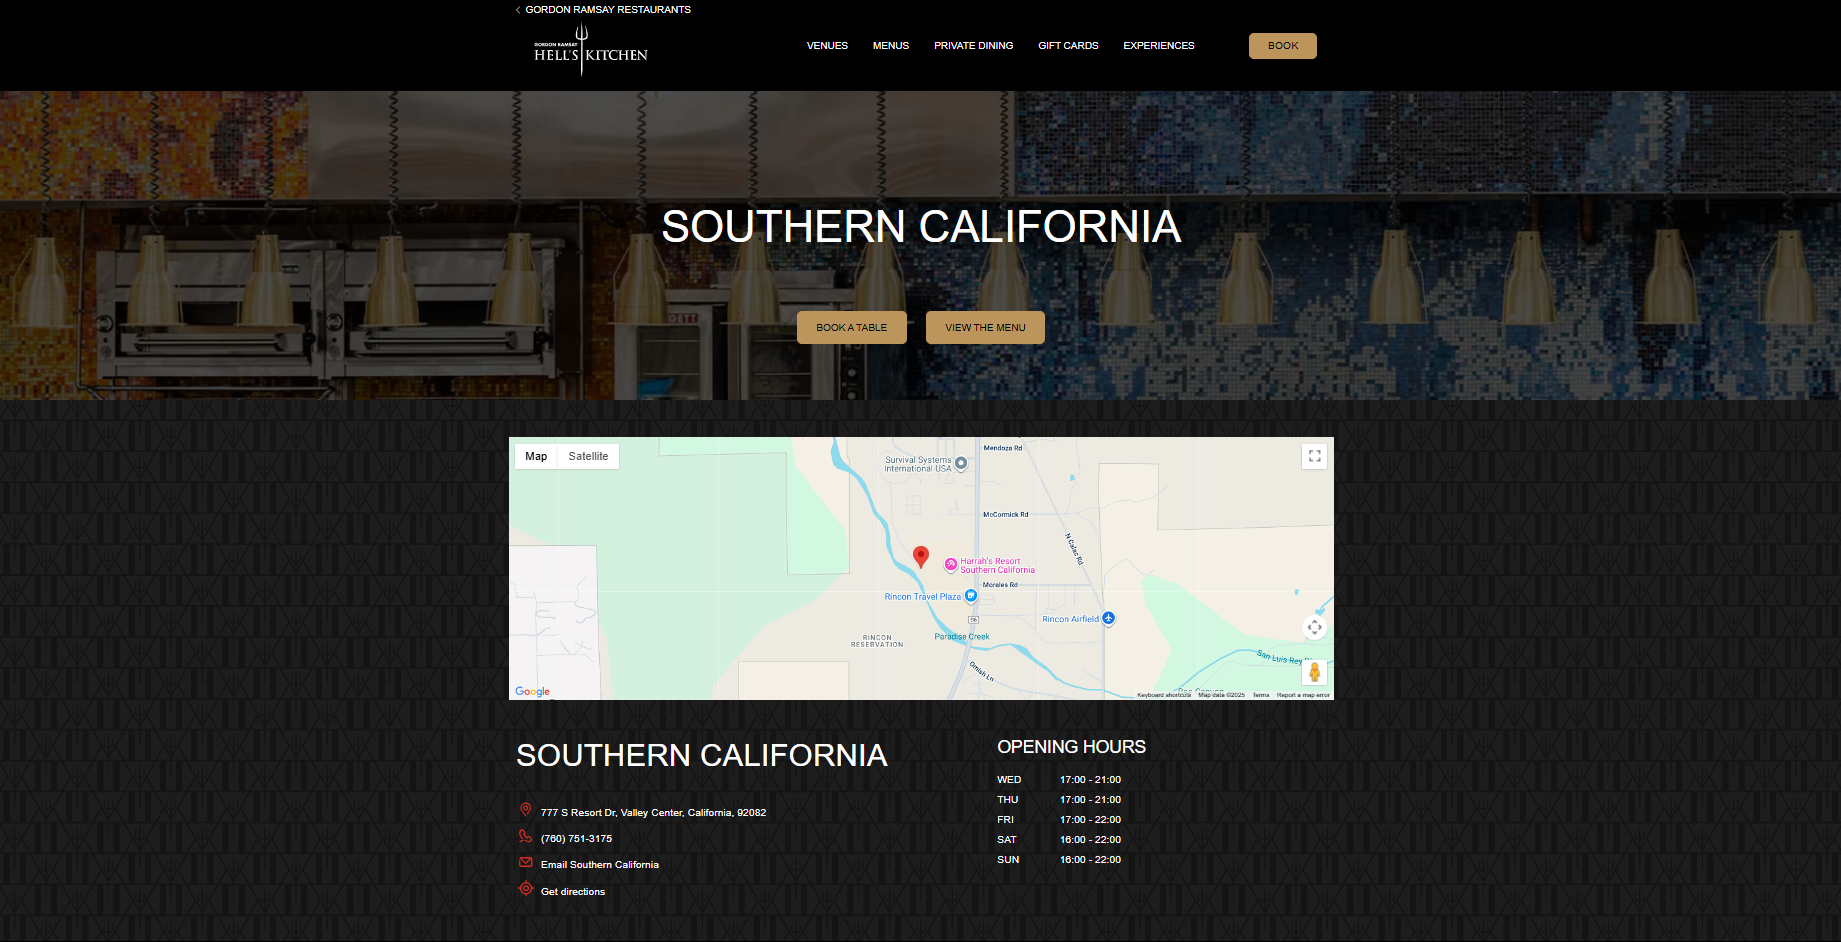 GORDON RAMSAY RESTAURANTS
GORDON RAMSAY
HELL'S KITCHEN
VENUES MENUS PRIVATE DINING GIFT CARDS EXPERIENCES BOOK
SOUTHERN CALIFORNIA
GETT
BOOK A TABLE VIEW THE MENU
Map Satellite
Mendoza Rd
Survival Systems
International USA
McCormick Rd
N Calac Rd
Harrah's Resort
Southern California
Morales Rd
Rincon Travel Plaza
S6
Rincon Airfield
RINCON
RESERVATION
Paradise Creek
Omish Ln
San Luis Rey
Google
Keyboard shortcuts Map data ©2025 Terms Report a map error
SOUTHERN CALIFORNIA
777 S Resort Dr, Valley Center, California, 92082
(760) 751-3175
Email Southern California
Get directions
OPENING HOURS
WED 17:00 - 21:00
THU 17:00 - 21:00
FRI 17:00 - 22:00
SAT 16:00 - 22:00
SUN 16:00 - 22:00